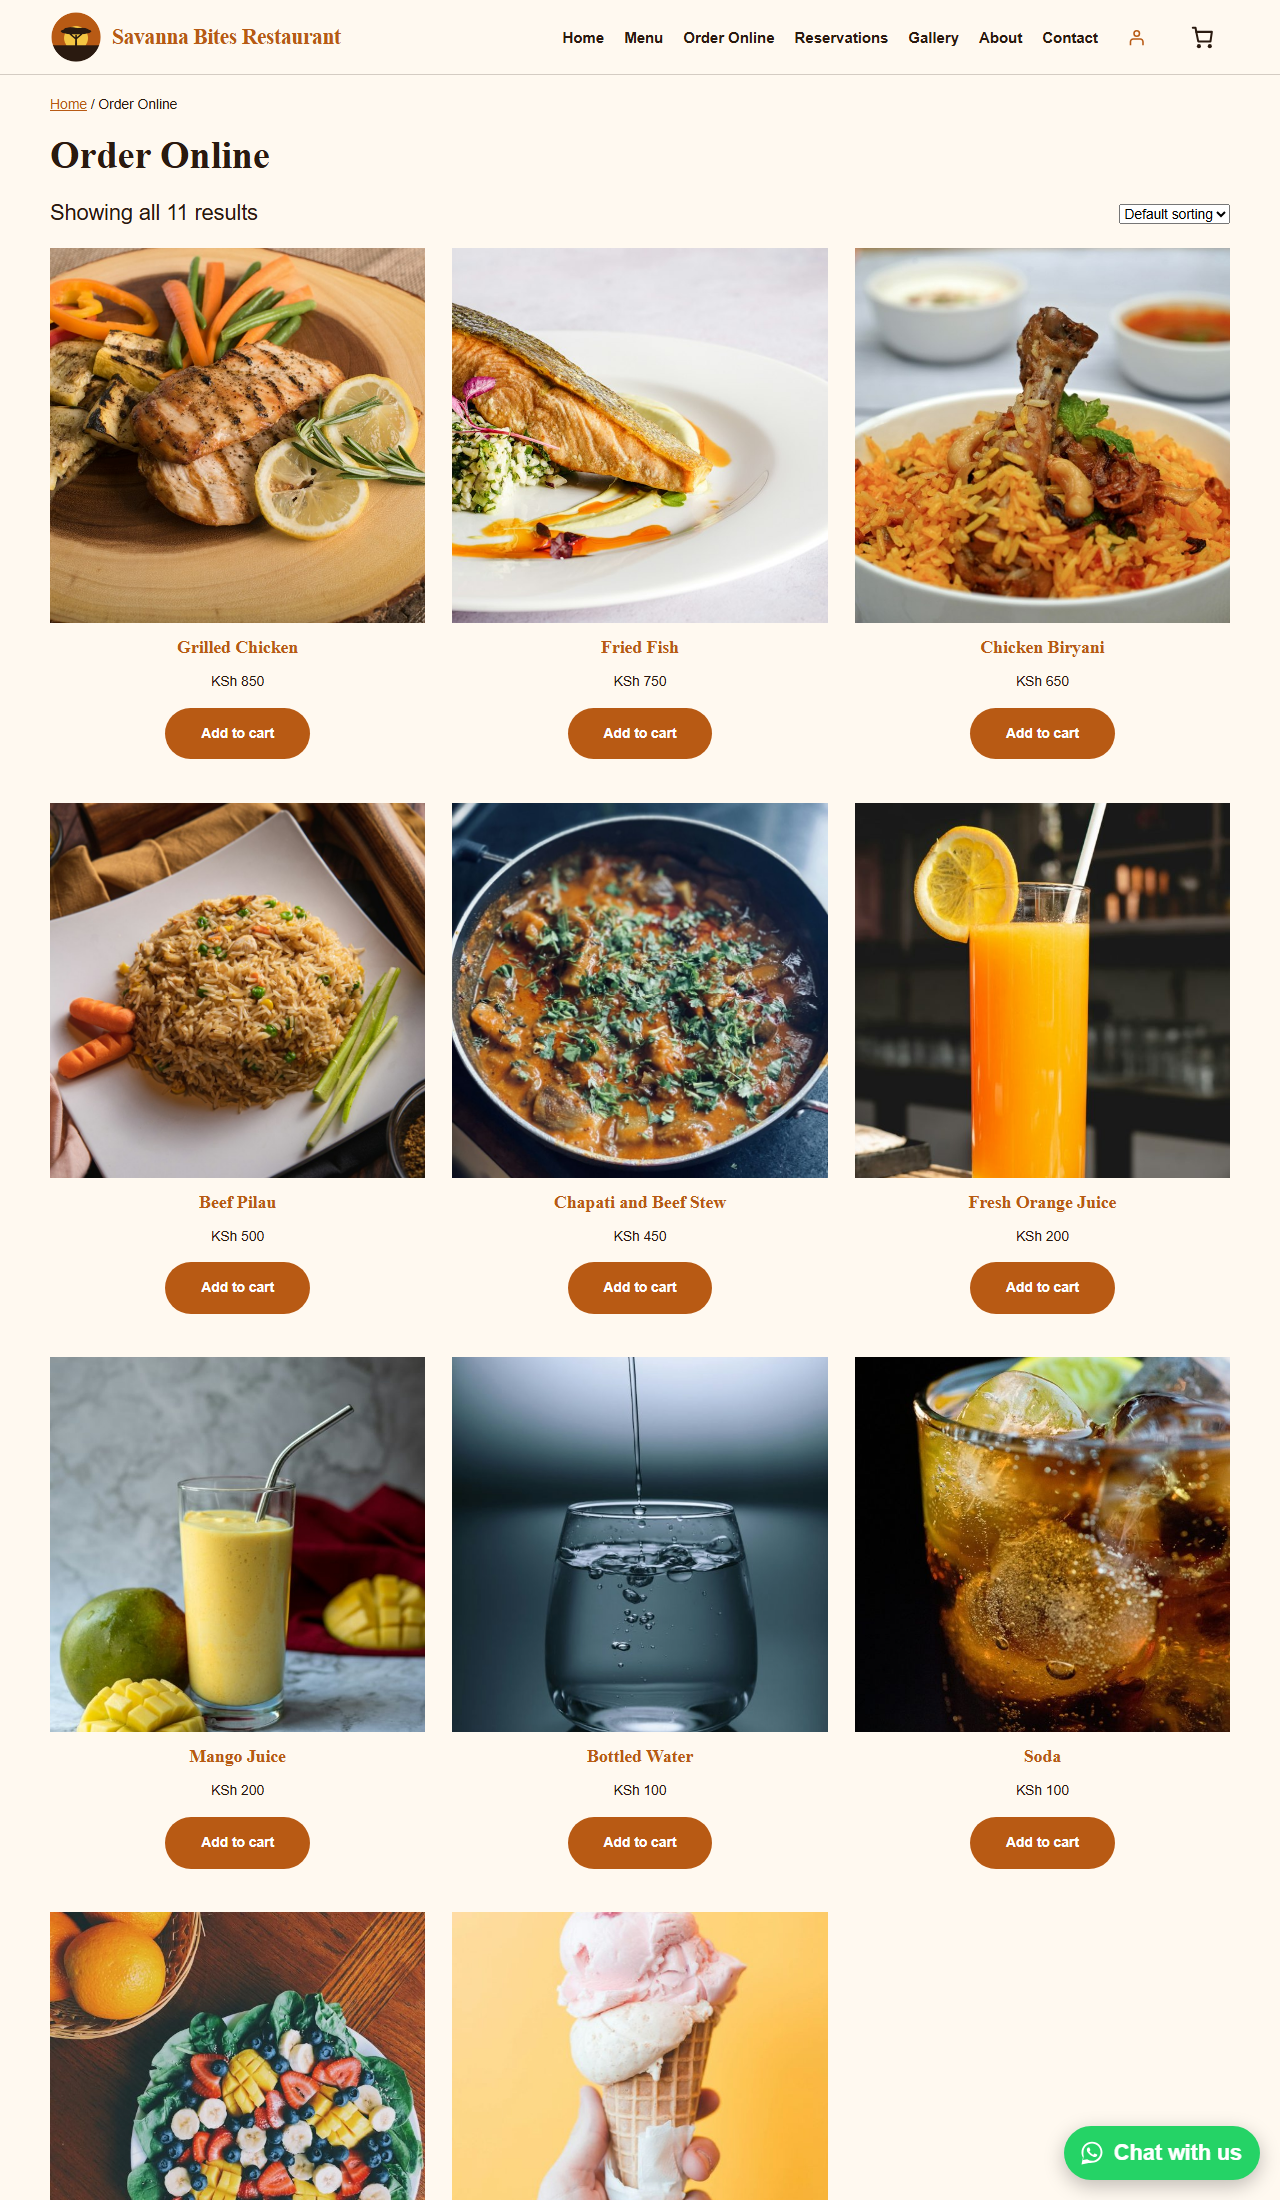 Savanna Bites Restaurant
Home Menu Order Online Reservations Gallery About Contact
Home / Order Online
Order Online
Showing all 11 results
Default sorting
Grilled Chicken Fried Fish Chicken Biryani
KSh 850 KSh 750 KSh 650
Add to cart Add to cart Add to cart
Beef Pilau Chapati and Beef Stew Fresh Orange Juice
KSh 500 KSh 450 KSh 200
Add to cart Add to cart Add to cart
Mango Juice Bottled Water Soda
KSh 200 KSh 100 KSh 100
Add to cart Add to cart Add to cart
Chat with us